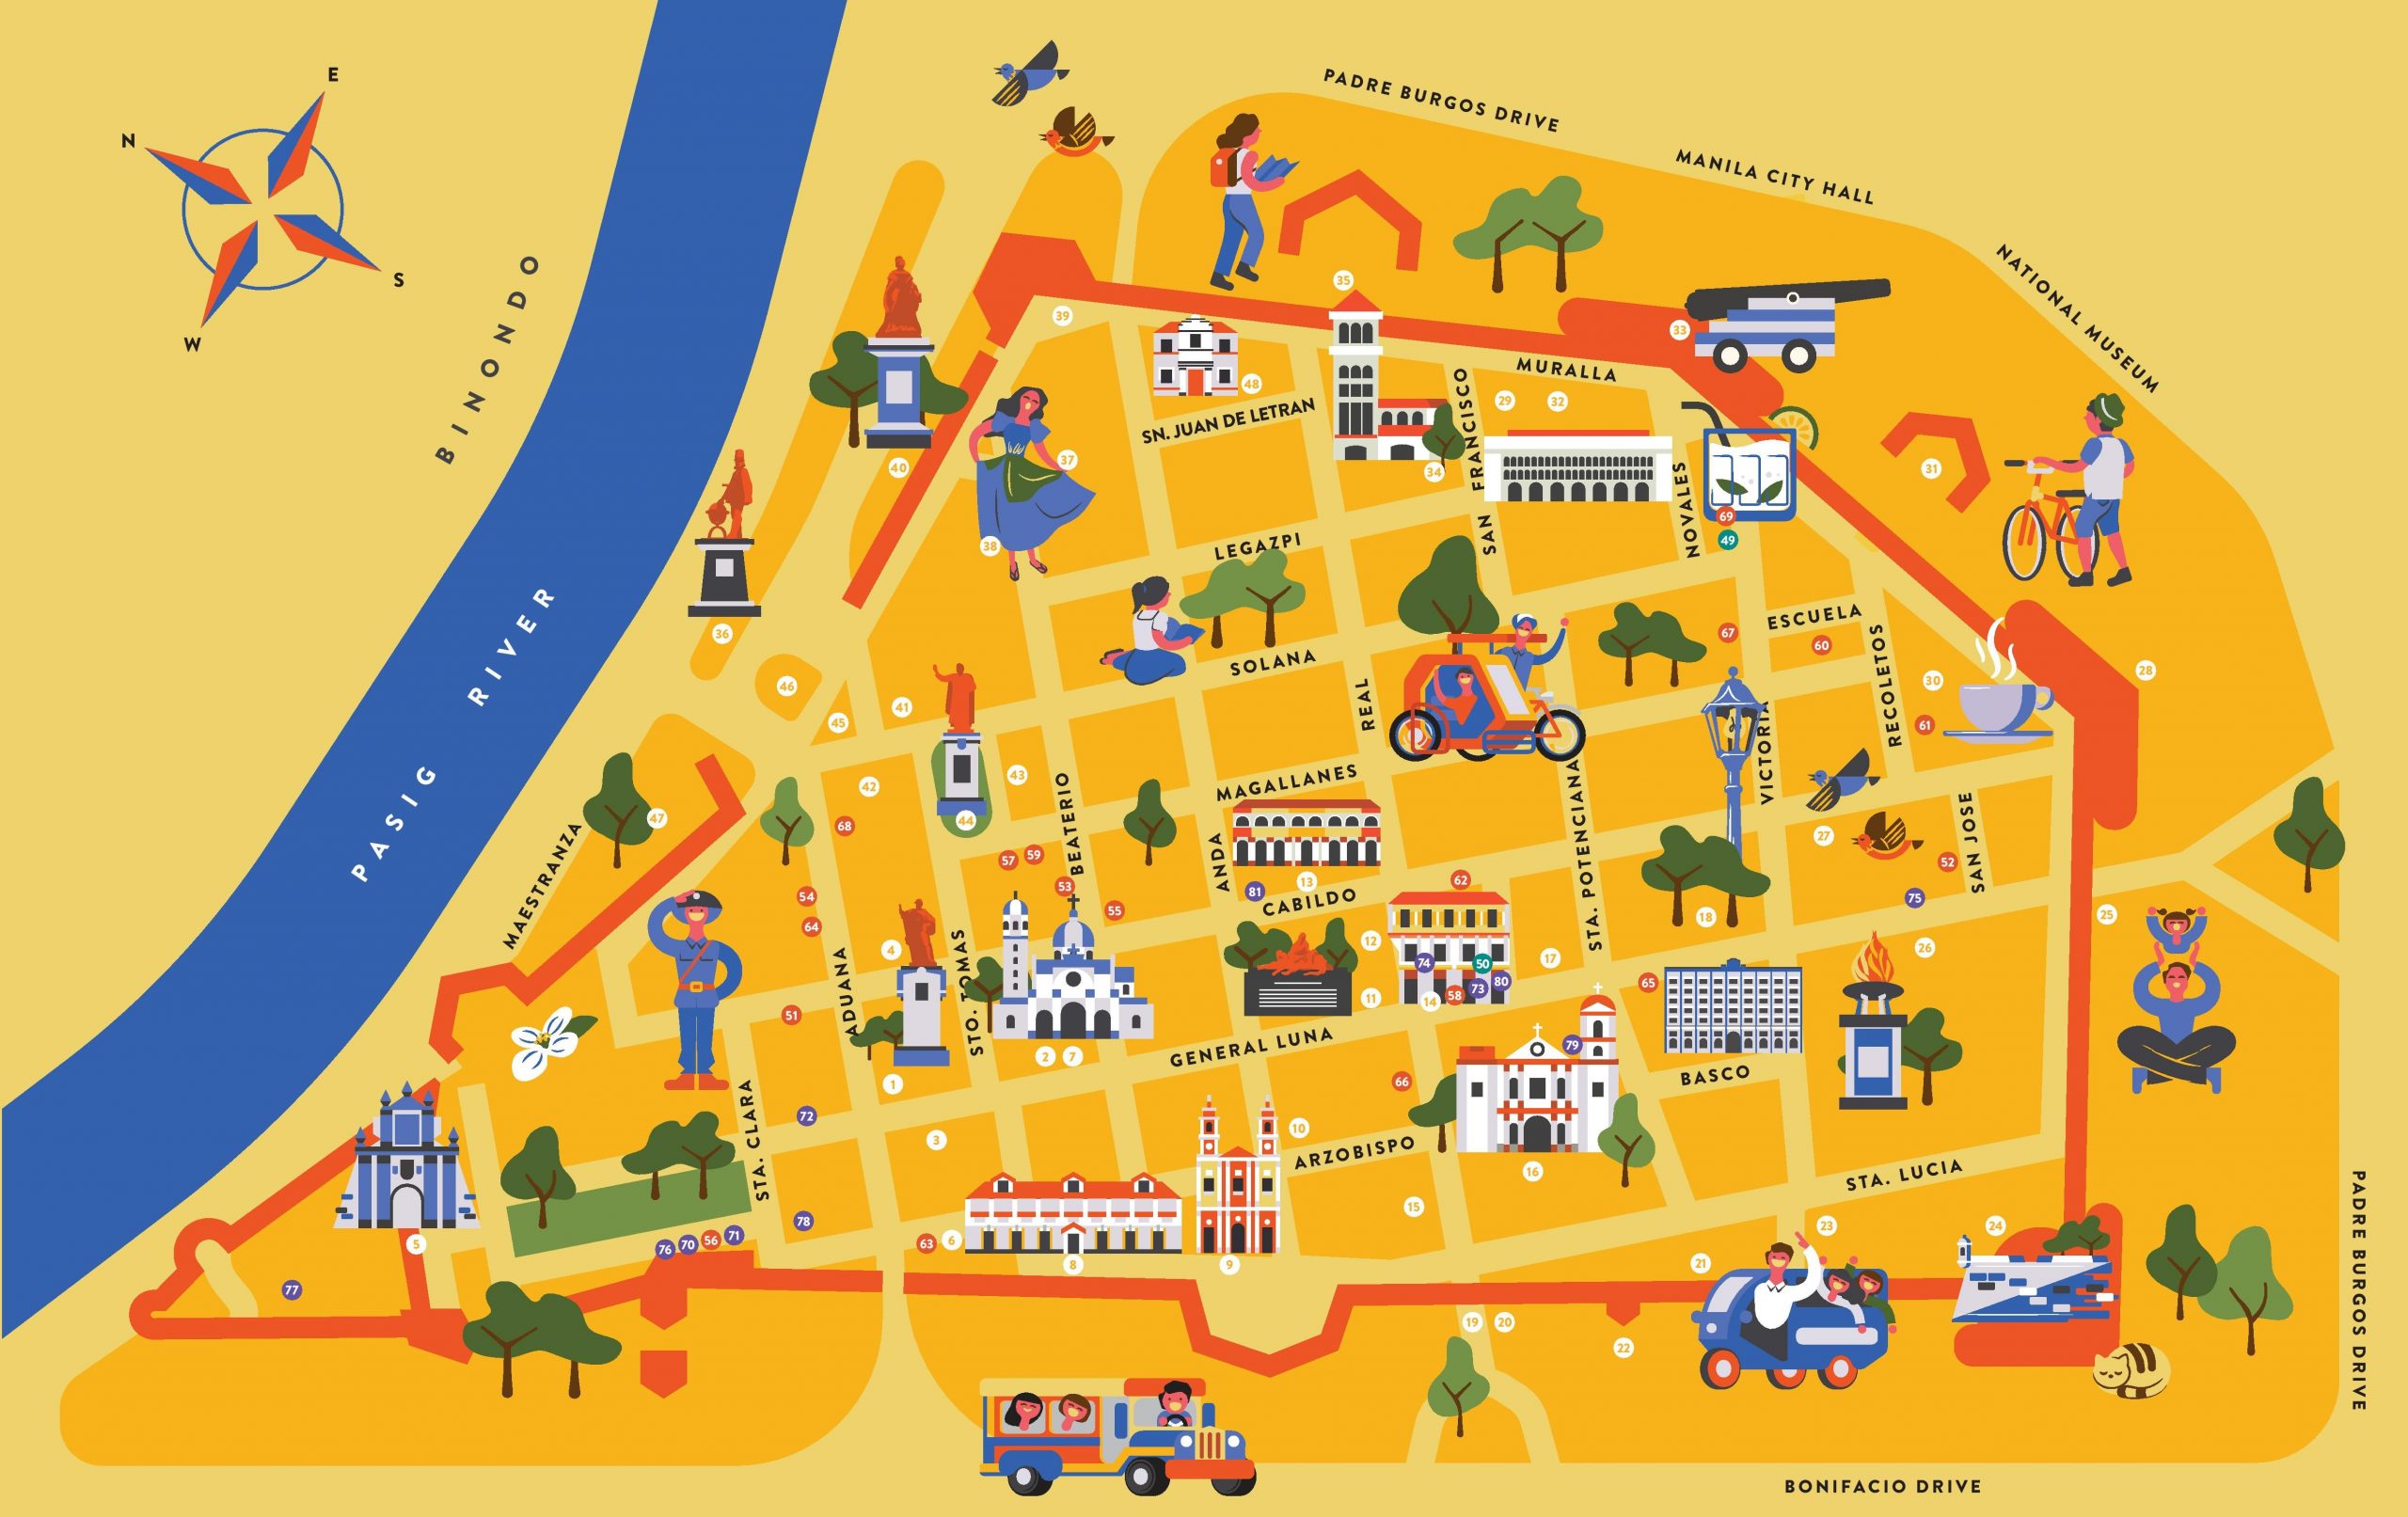 E
N
S
W
BINONDO
PASIG RIVER
PADRE BURGOS DRIVE
MANILA CITY HALL
NATIONAL MUSEUM
35
39
33
MURALLA
48
SN. JUAN DE LETRAN
SAN FRANCISCO
29
32
40
37
34
31
NOVALES
69
49
38
LEGAZPI
36
67
ESCUELA
60
SOLANA
RECOLETOS
28
46
30
41
45
REAL
61
VICTORIA
43
MAGALLANES
42
BEATERIO
STA. POTENCIANA
47
68
44
27
SAN JOSE
MAESTRANZA
57
59
ANDA
52
53
81
13
62
54
CABILDO
75
55
18
25
64
4
12
26
ADUANA
STO. TOMAS
17
74
50
65
80
73
58
14
11
51
GENERAL LUNA
79
2
7
BASCO
1
66
STA. CLARA
72
10
3
ARZOBISPO
16
STA. LUCIA
PADRE BURGOS DRIVE
15
78
23
24
71
56
70
76
63
6
5
8
9
21
77
19
20
22
BONIFACIO DRIVE